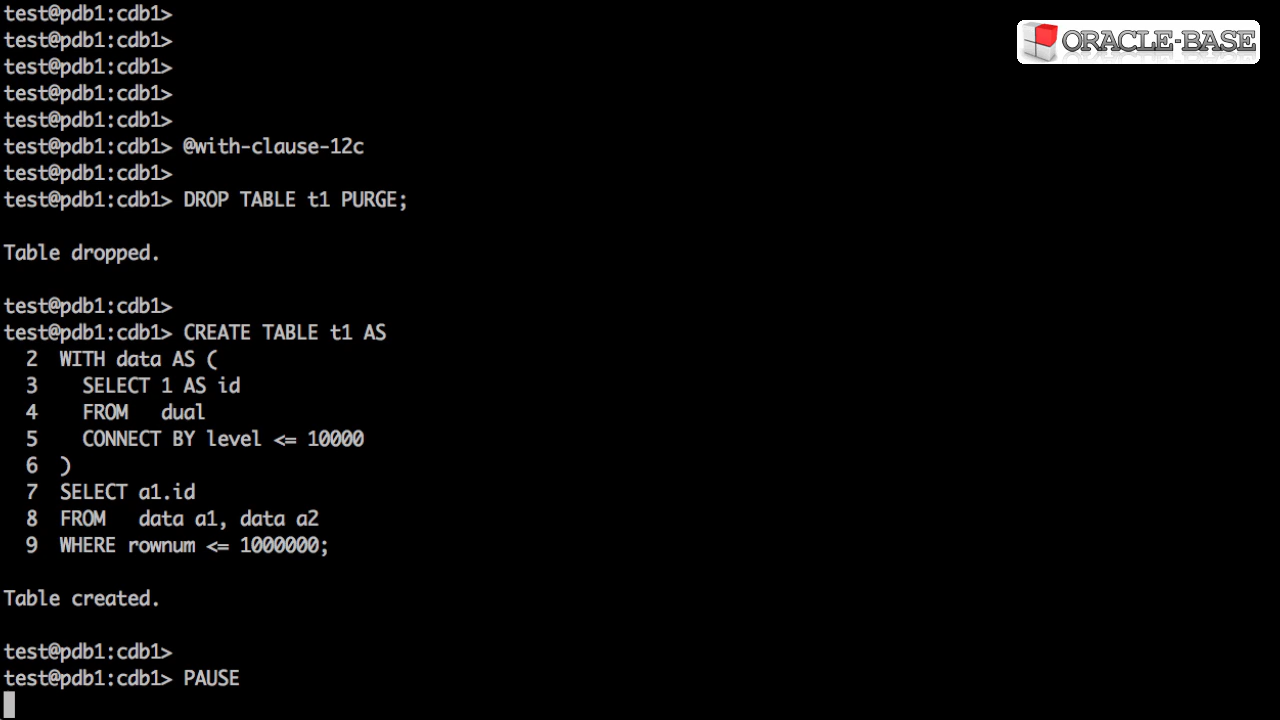 test@pdb1:cdb1>
ORACLE-BASE
test@pdb1:cdb1>
test@pdb1:cdb1>
test@pdb1:cdb1>
test@pdb1:cdb1>
test@pdb1:cdb1> @with-clause-12c
test@pdb1:cdb1>
test@pdb1:cdb1> DROP TABLE t1 PURGE;
Table dropped.
test@pdb1:cdb1>
test@pdb1:cdb1> CREATE TABLE t1 AS
  2  WITH data AS (
  3    SELECT 1 AS id
  4    FROM   dual
  5    CONNECT BY level <= 10000
  6  )
  7  SELECT a1.id
  8  FROM   data a1, data a2
  9  WHERE rownum <= 1000000;
Table created.
test@pdb1:cdb1>
test@pdb1:cdb1> PAUSE